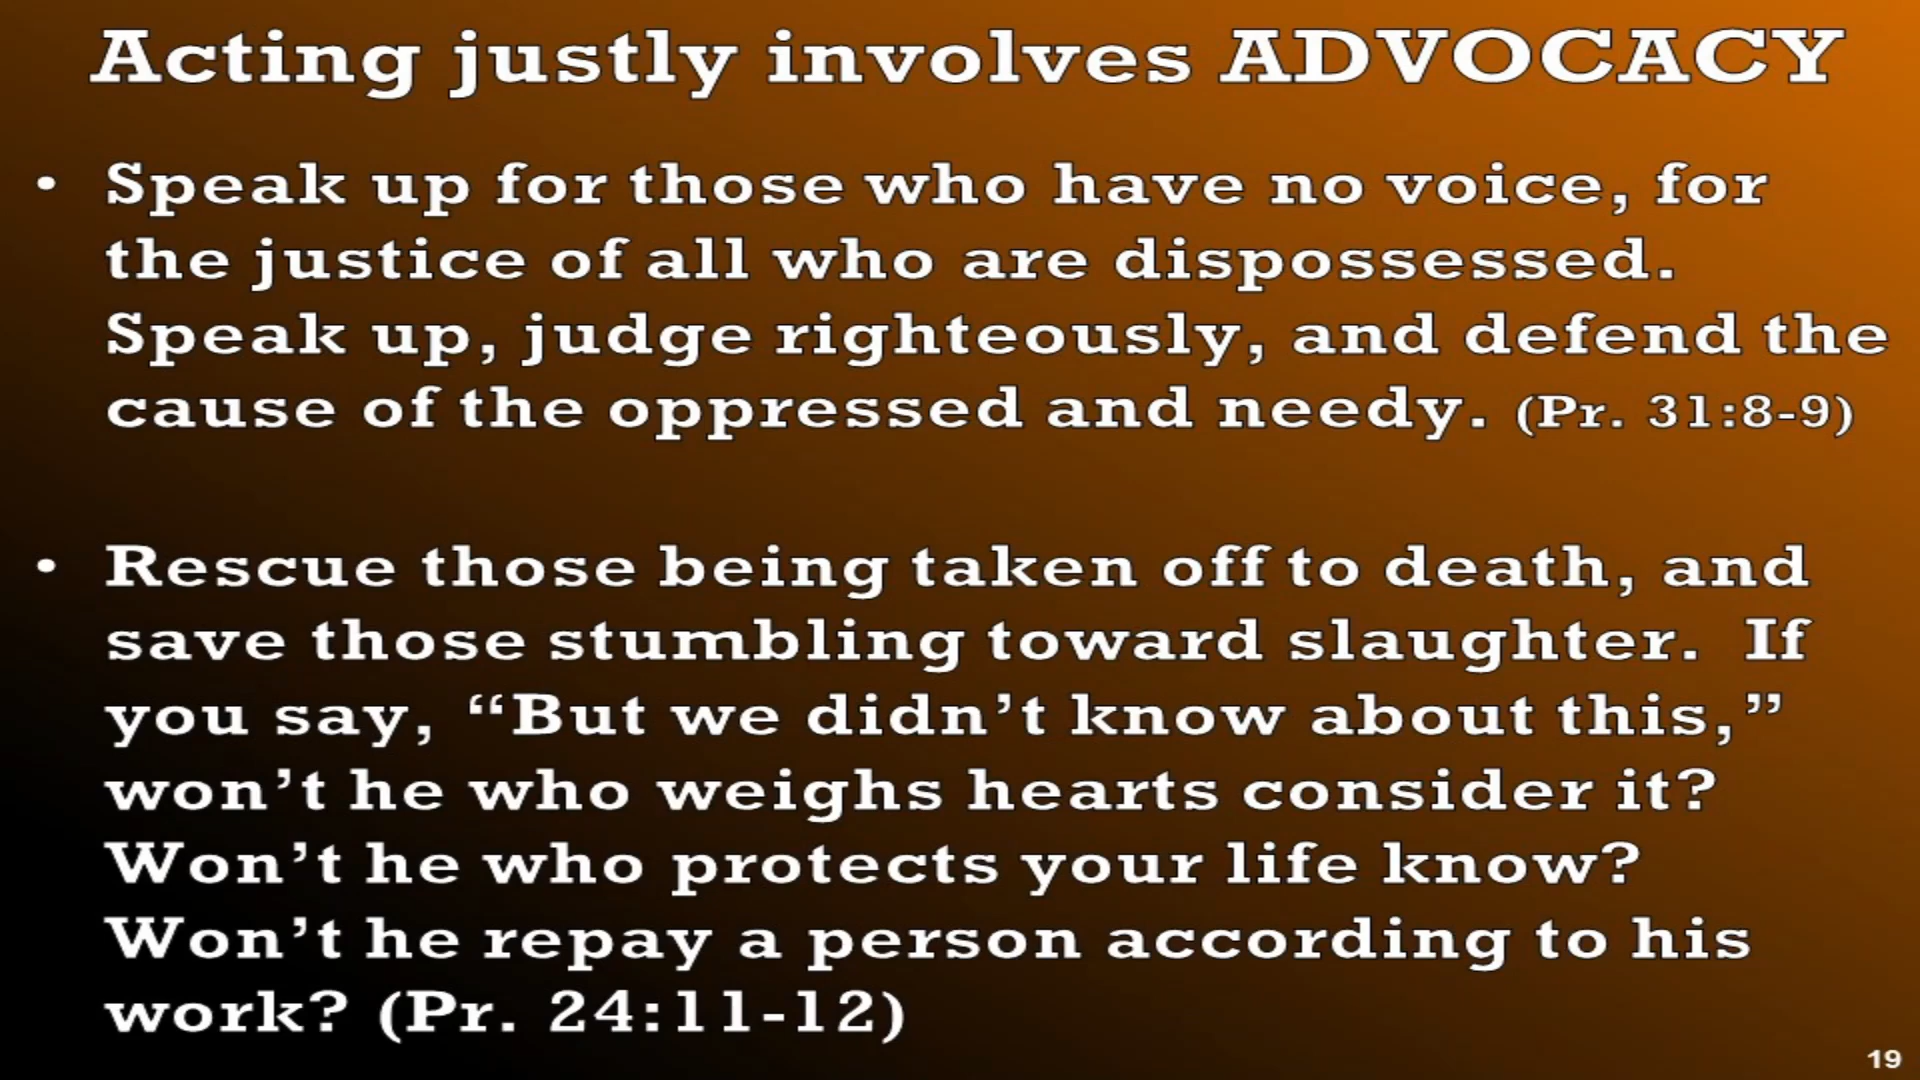 Acting justly involves ADVOCACY
• Speak up for those who have no voice, for
the justice of all who are dispossessed.
Speak up, judge righteously, and defend the
cause of the oppressed and needy. (Pr. 31:8-9)
• Rescue those being taken off to death, and
save those stumbling toward slaughter.  If
you say, “But we didn’t know about this,”
won’t he who weighs hearts consider it?
Won’t he who protects your life know?
Won’t he repay a person according to his
work? (Pr. 24:11-12)
19